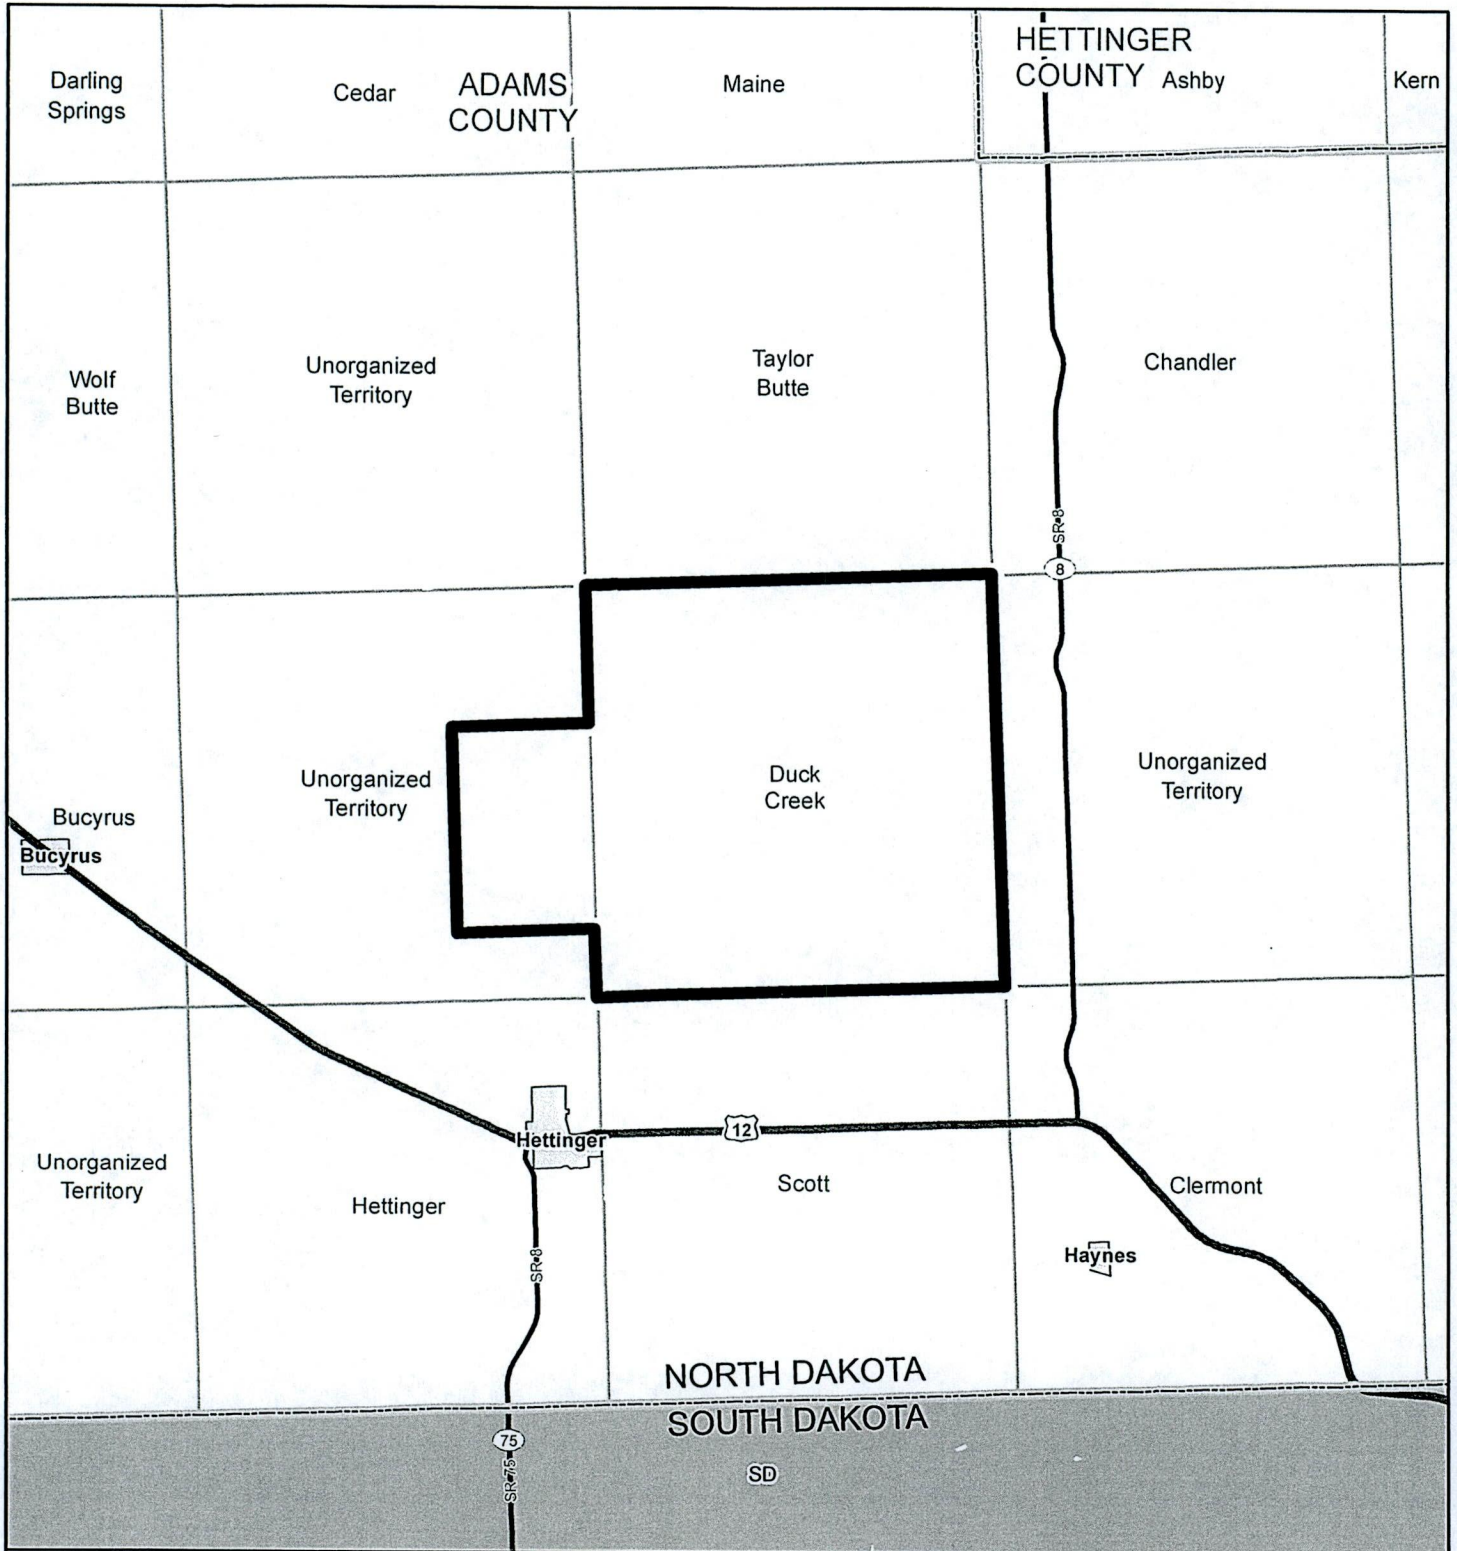 HETTINGER
COUNTY
Darling
Springs
Cedar
ADAMS
COUNTY
Maine
Ashby
Kern
Wolf
Butte
Unorganized
Territory
Taylor
Butte
Chandler
SR-8
8
Bucyrus
Bucyrus
Unorganized
Territory
Duck
Creek
Unorganized
Territory
Hettinger
12
Unorganized
Territory
Hettinger
Scott
Clermont
SR-8
Haynes
NORTH DAKOTA
SOUTH DAKOTA
75
SR-75
SD